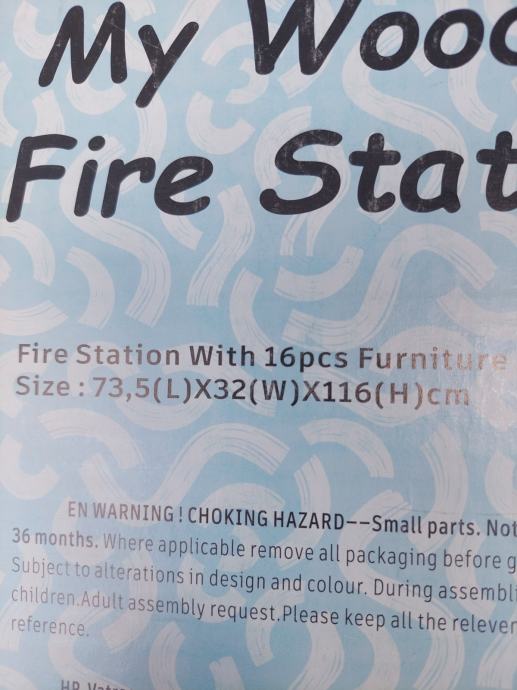 My Wooo
Fire Stat
Fire Station With 16pcs Furniture
Size : 73,5(L)X32(W)X116(H)cm
EN WARNING ! CHOKING HAZARD––Small parts. Not
36 months. Where applicable remove all packaging before g
Subject to alterations in design and colour. During assembli
children.Adult assembly request.Please keep all the relever
reference.